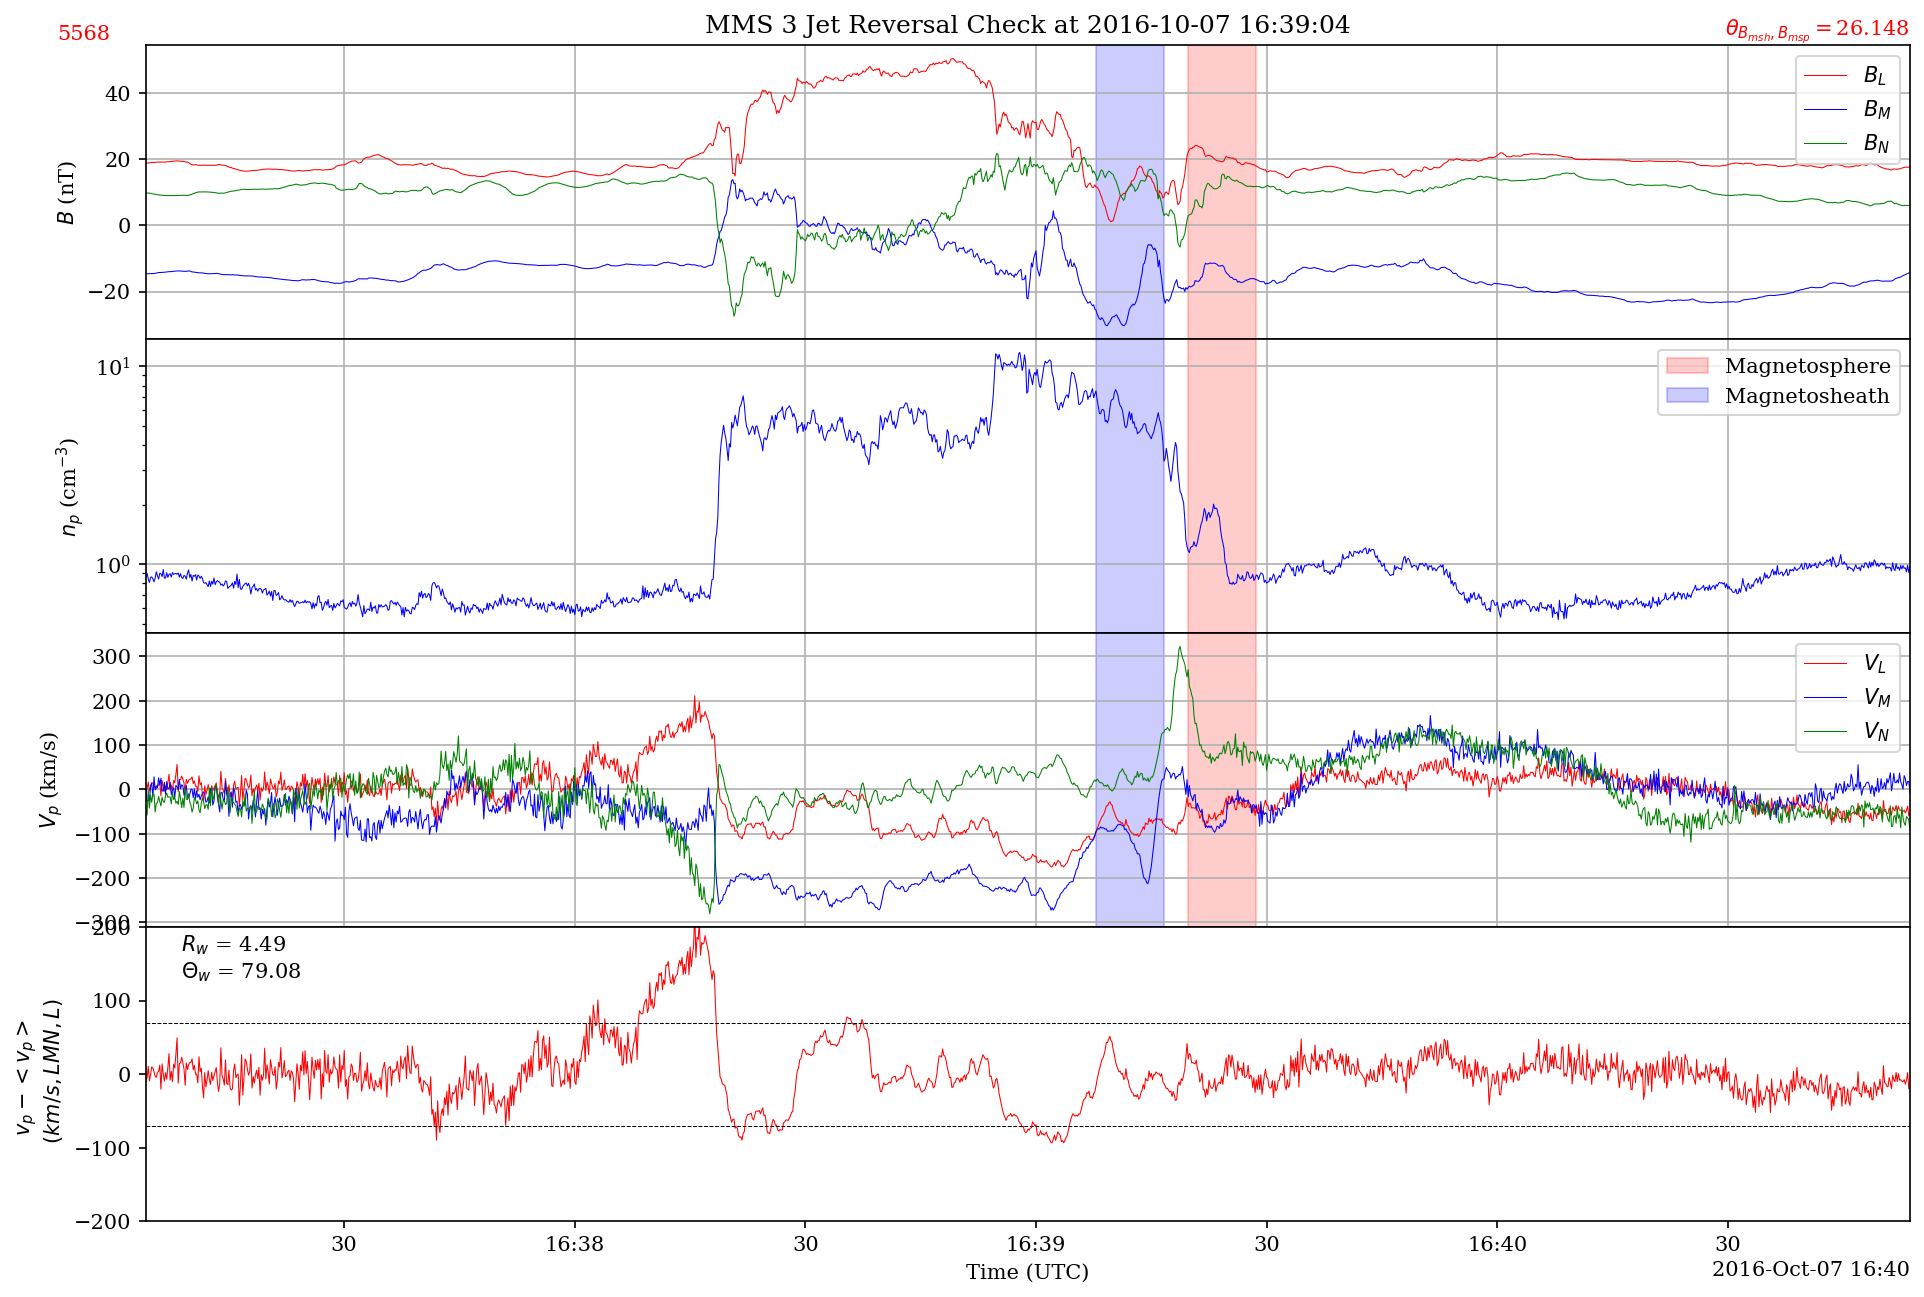 MMS 3 Jet Reversal Check at 2016-10-07 16:39:04
5568
θ_{B_{msh}, B_{msp}} = 26.148
B (nT)
40
20
0
−20
B_L
B_M
B_N
n_p (cm^{−3})
10^1
10^0
Magnetosphere
Magnetosheath
V_p (km/s)
300
200
100
0
−100
−200
−300
V_L
V_M
V_N
v_p − < v_p >
(km/s, LMN, L)
200
100
0
−100
−200
R_w = 4.49
Θ_w = 79.08
30 16:38 30 16:39 30 16:40 30
Time (UTC)
2016-Oct-07 16:40